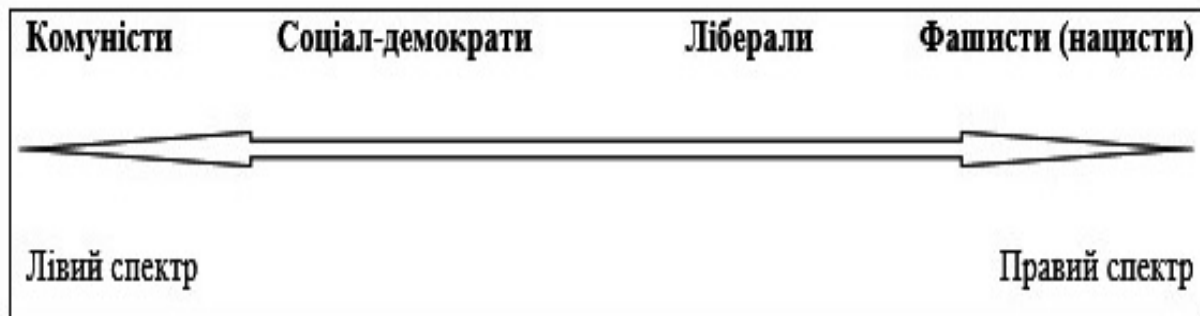 Комуністи Соціал-демократи Ліберали Фашисти (нацисти)
Лівий спектр Правий спектр